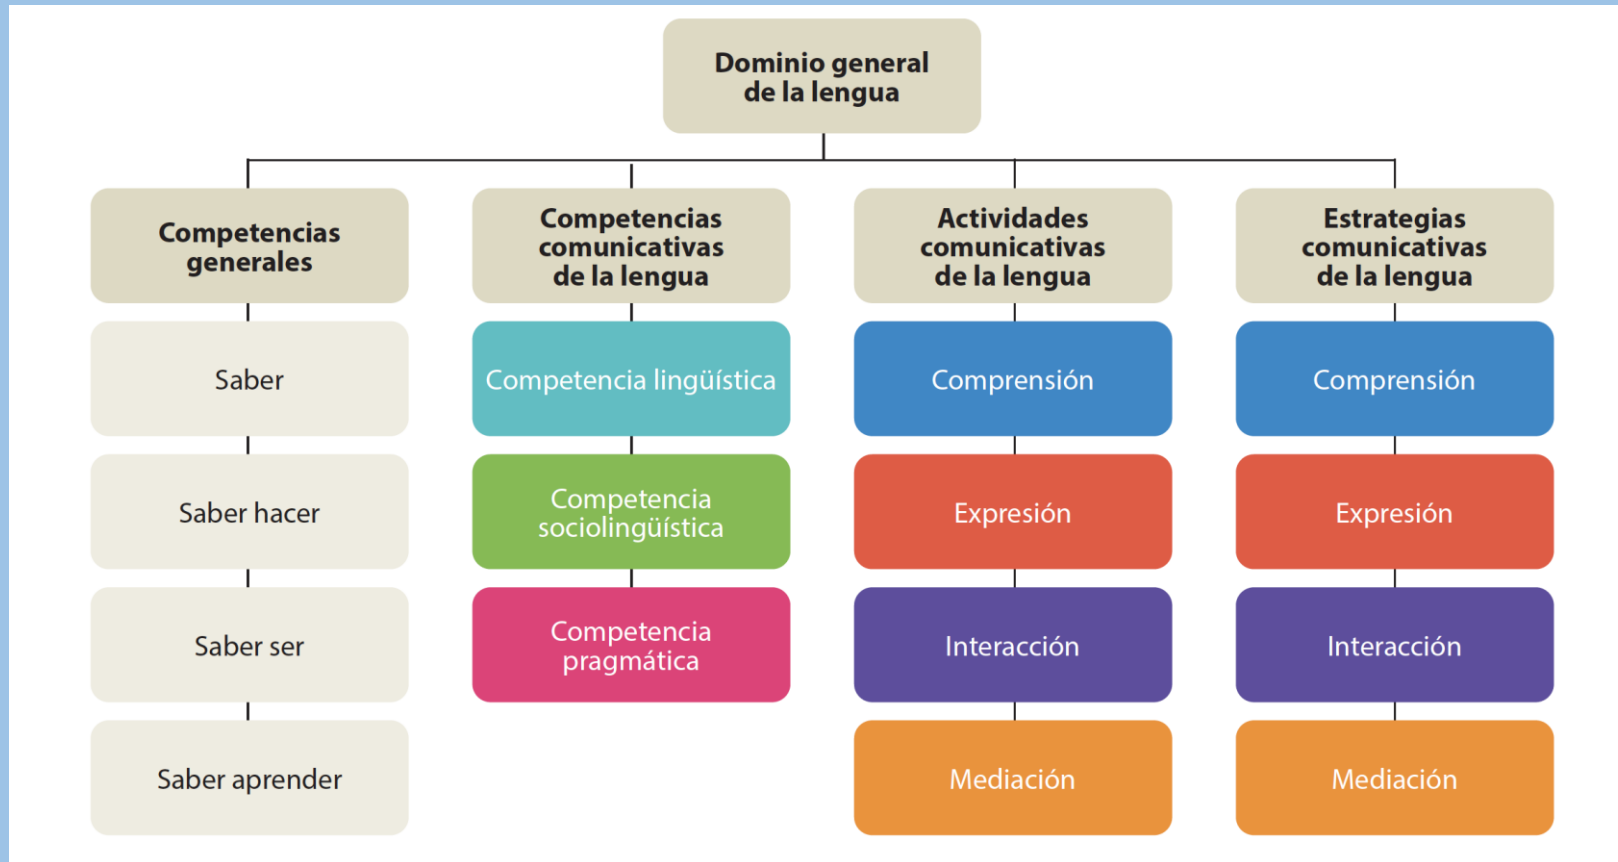 Dominio general
de la lengua
Competencias
generales
Competencias
comunicativas
de la lengua
Actividades
comunicativas
de la lengua
Estrategias
comunicativas
de la lengua
Saber
Competencia lingüística
Comprensión
Comprensión
Saber hacer
Competencia
sociolingüística
Expresión
Expresión
Saber ser
Competencia
pragmática
Interacción
Interacción
Saber aprender
Mediación
Mediación